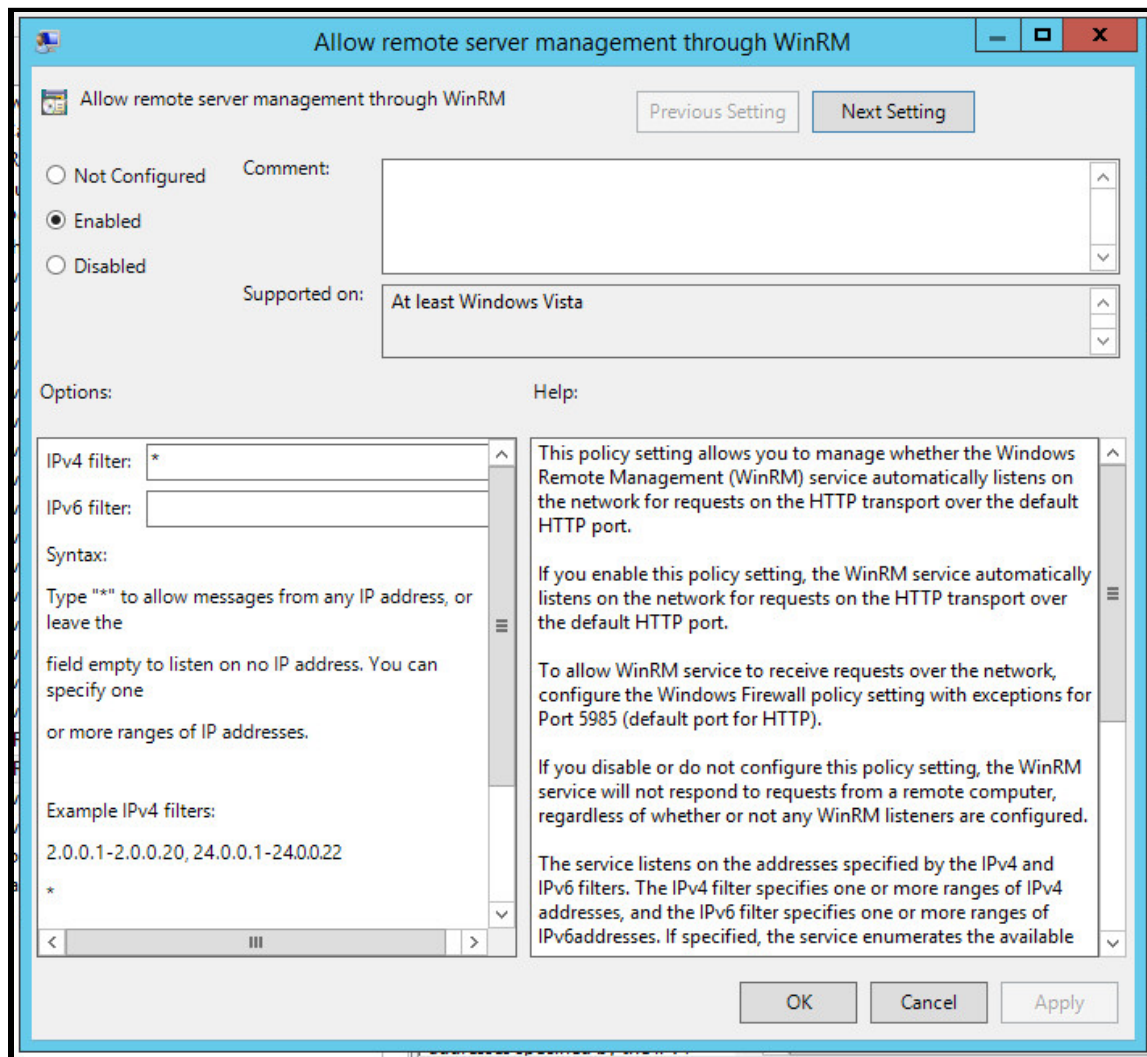 Allow remote server management through WinRM
Allow remote server management through WinRM
Previous Setting
Next Setting
Not Configured
Comment:
Enabled
Disabled
Supported on:
At least Windows Vista
Options:
Help:
IPv4 filter: *
IPv6 filter:
Syntax:
Type "*" to allow messages from any IP address, or
leave the
field empty to listen on no IP address. You can
specify one
or more ranges of IP addresses.
Example IPv4 filters:
2.0.0.1-2.0.0.20, 24.0.0.1-24.0.0.22
*
This policy setting allows you to manage whether the Windows
Remote Management (WinRM) service automatically listens on
the network for requests on the HTTP transport over the default
HTTP port.
If you enable this policy setting, the WinRM service automatically
listens on the network for requests on the HTTP transport over
the default HTTP port.
To allow WinRM service to receive requests over the network,
configure the Windows Firewall policy setting with exceptions for
Port 5985 (default port for HTTP).
If you disable or do not configure this policy setting, the WinRM
service will not respond to requests from a remote computer,
regardless of whether or not any WinRM listeners are configured.
The service listens on the addresses specified by the IPv4 and
IPv6 filters. The IPv4 filter specifies one or more ranges of IPv4
addresses, and the IPv6 filter specifies one or more ranges of
IPv6addresses. If specified, the service enumerates the available
OK
Cancel
Apply